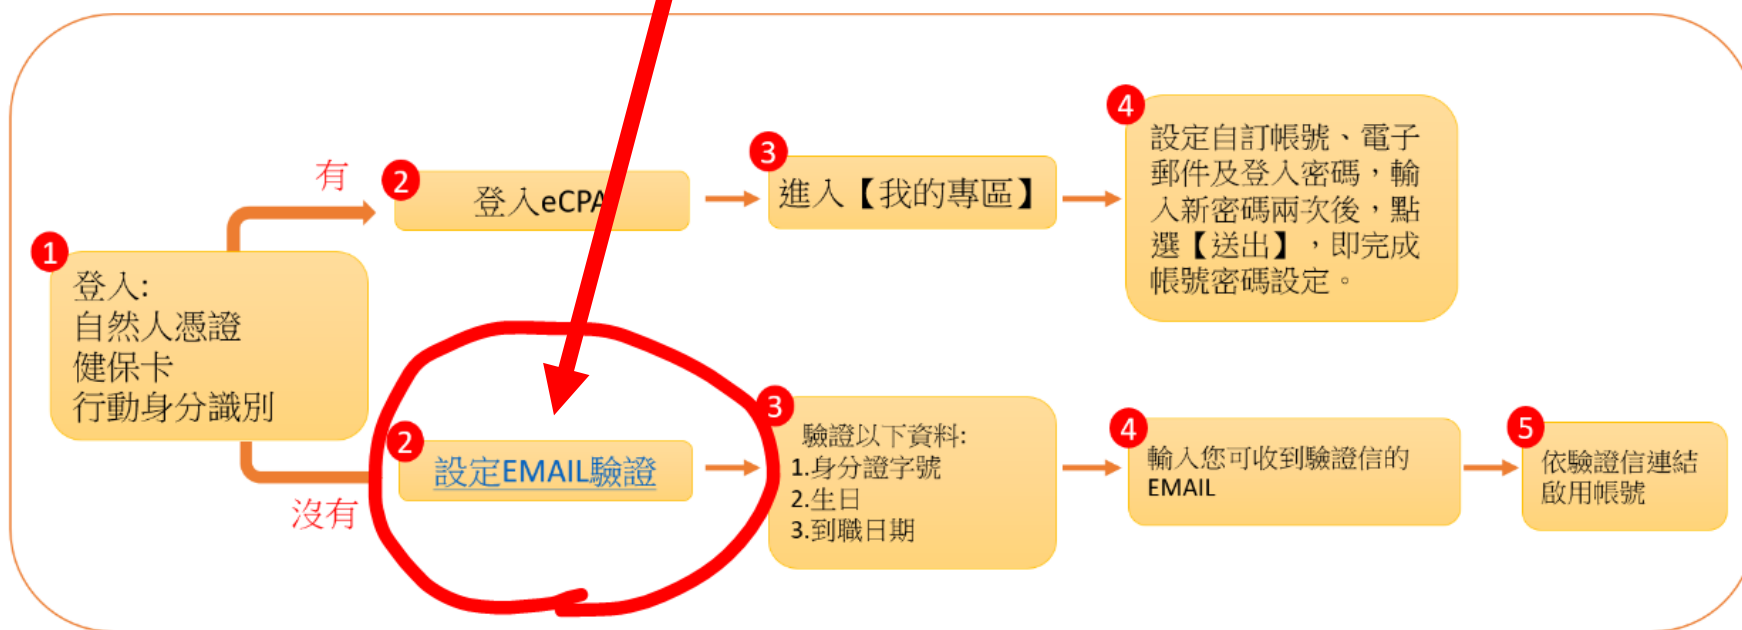 1
登入:
自然人憑證
健保卡
行動身分識別
有
2
登入eCPA
3
進入【我的專區】
4
設定自訂帳號、電子
郵件及登入密碼，輸
入新密碼兩次後，點
選【送出】，即完成
帳號密碼設定。
沒有
2
設定EMAIL驗證
3
驗證以下資料:
1.身分證字號
2.生日
3.到職日期
4
輸入您可收到驗證信的
EMAIL
5
依驗證信連結
啟用帳號